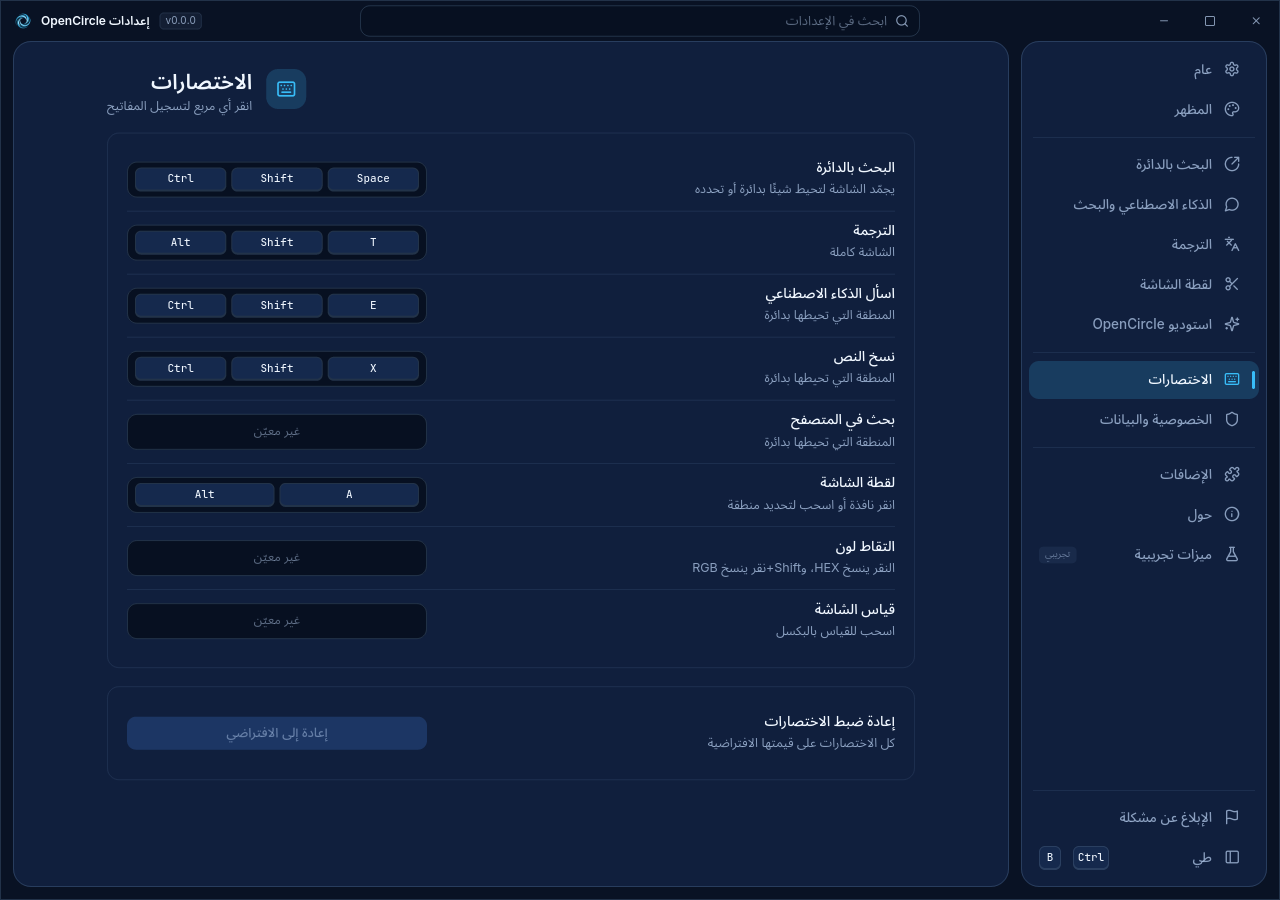 إعدادات OpenCircle
v0.0.0
ابحث في الإعدادات
عام
المظهر
البحث بالدائرة
الذكاء الاصطناعي والبحث
الترجمة
لقطة الشاشة
استوديو OpenCircle
الاختصارات
الخصوصية والبيانات
الإضافات
حول
ميزات تجريبية
تجريبي
الإبلاغ عن مشكلة
طي
Ctrl B
الاختصارات
انقر أي مربع لتسجيل المفاتيح
البحث بالدائرة
يجمّد الشاشة لتحيط شيئًا بدائرة أو تحدده
Ctrl Shift Space
الترجمة
الشاشة كاملة
Alt Shift T
اسأل الذكاء الاصطناعي
المنطقة التي تحيطها بدائرة
Ctrl Shift E
نسخ النص
المنطقة التي تحيطها بدائرة
Ctrl Shift X
بحث في المتصفح
المنطقة التي تحيطها بدائرة
غير معيّن
لقطة الشاشة
انقر نافذة أو اسحب لتحديد منطقة
Alt A
التقاط لون
النقر ينسخ HEX، وShift+نقر ينسخ RGB
غير معيّن
قياس الشاشة
اسحب للقياس بالبكسل
غير معيّن
إعادة ضبط الاختصارات
كل الاختصارات على قيمتها الافتراضية
إعادة إلى الافتراضي